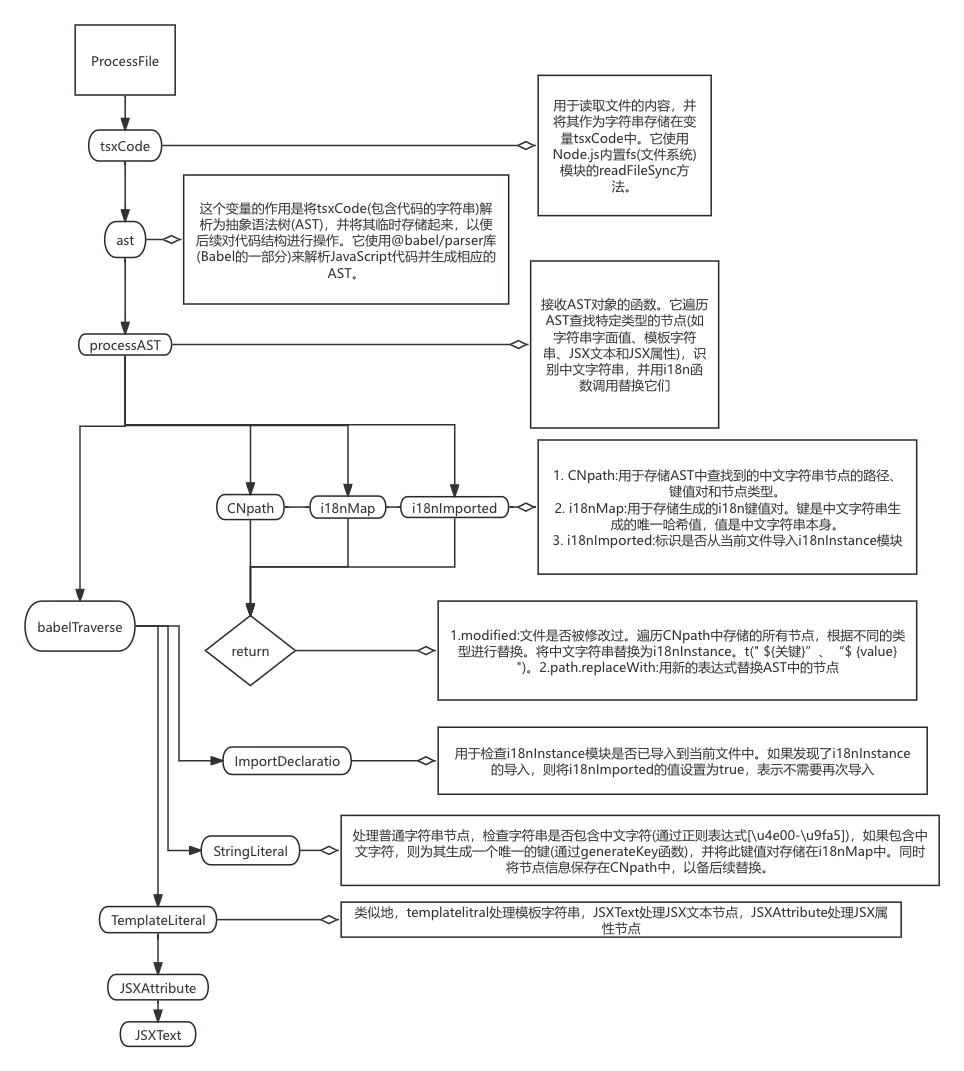 ProcessFile
tsxCode
用于读取文件的内容，并
将其作为字符串存储在变
量tsxCode中。它使用
Node.js内置fs(文件系统)
模块的readFileSync方
法。
ast
这个变量的作用是将tsxCode(包含代码的字符串)解
析为抽象语法树(AST)，并将其临时存储起来，以便
后续对代码结构进行操作。它使用@babel/parser库
(Babel的一部分)来解析JavaScript代码并生成相应的
AST。
processAST
接收AST对象的函数。它遍历
AST查找特定类型的节点(如
字符串字面值、模板字符
串、JSX文本和JSX属性)，识
别中文字符串，并用i18n函
数调用替换它们
CNpath
i18nMap
i18nImported
1. CNpath:用于存储AST中查找到的中文字符串节点的路径、
键值对和节点类型。
2. i18nMap:用于存储生成的i18n键值对。键是中文字符串生
成的唯一哈希值，值是中文字符串本身。
3. i18nImported:标识是否从当前文件导入i18nInstance模块
babelTraverse
return
1.modified:文件是否被修改过。遍历CNpath中存储的所有节点，根据不同的类
型进行替换。将中文字符串替换为i18nInstance。t(" ${关键}”、“$ {value}
")。2.path.replaceWith:用新的表达式替换AST中的节点
ImportDeclaratio
用于检查i18nInstance模块是否已导入到当前文件中。如果发现了i18nInstance
的导入，则将i18nImported的值设置为true，表示不需要再次导入
StringLiteral
处理普通字符串节点，检查字符串是否包含中文字符(通过正则表达式[\u4e00-\u9fa5])，如果包含中
文字符，则为其生成一个唯一的键(通过generateKey函数)，并将此键值对存储在i18nMap中。同时
将节点信息保存在CNpath中，以备后续替换。
TemplateLiteral
类似地，templatelitral处理模板字符串，JSXText处理JSX文本节点，JSXAttribute处理JSX属
性节点
JSXAttribute
JSXText